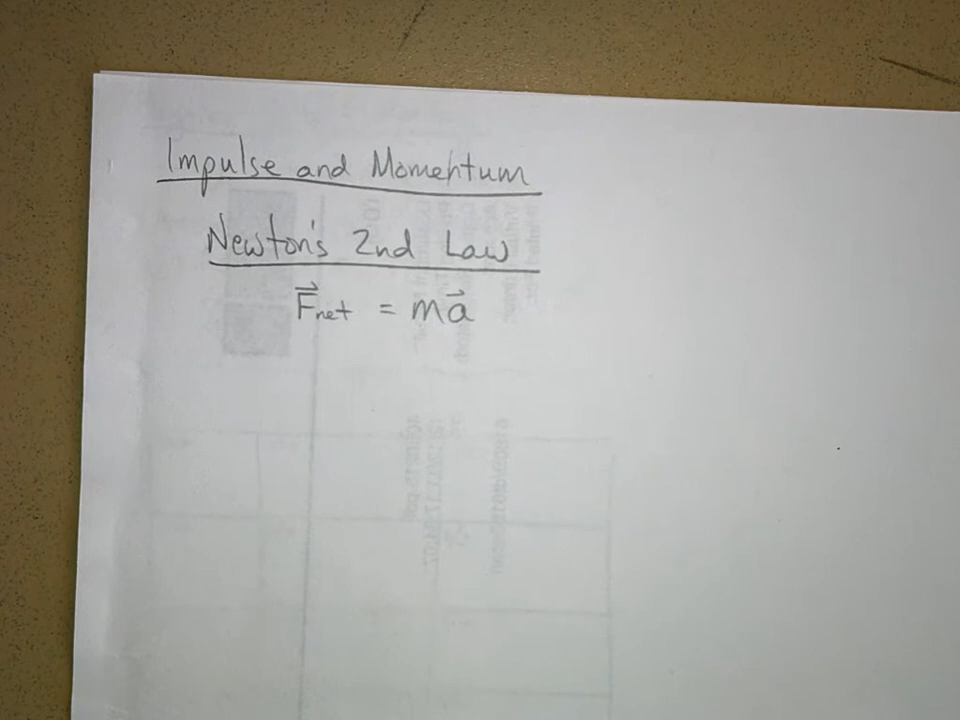 Impulse and Momentum
Newton's 2nd Law
F⃗net = ma⃗